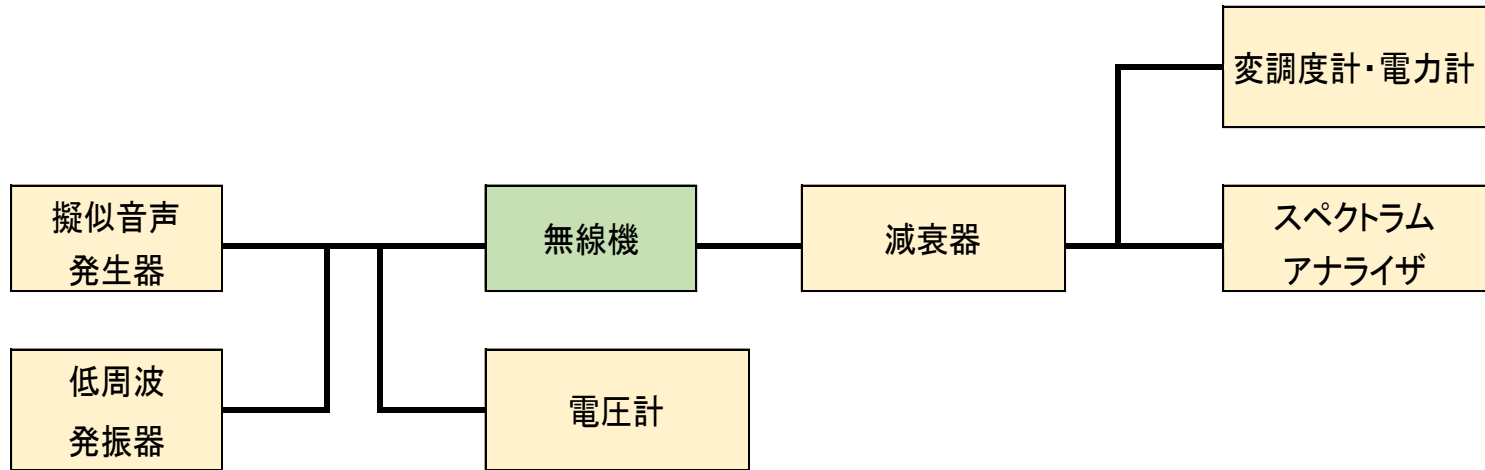 変調度計・電力計
擬似音声
発生器
無線機
減衰器
スペクトラム
アナライザ
低周波
発振器
電圧計